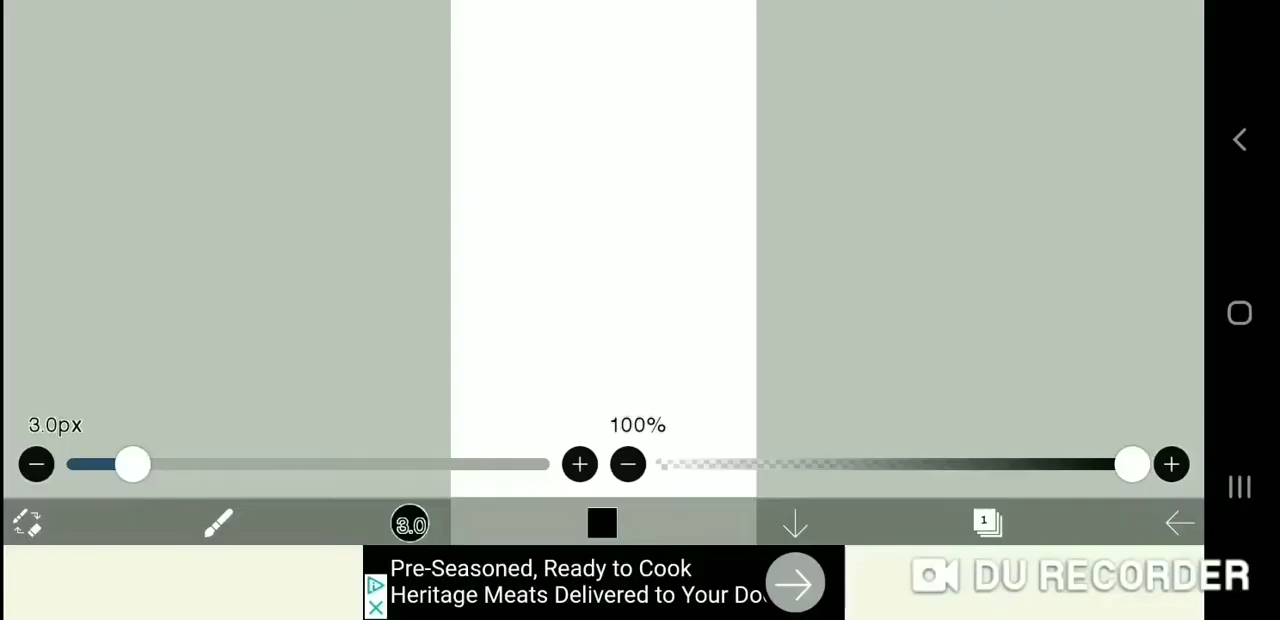 3.0px
100%
3.0
1
Pre-Seasoned, Ready to Cook
Heritage Meats Delivered to Your Do
DU RECORDER